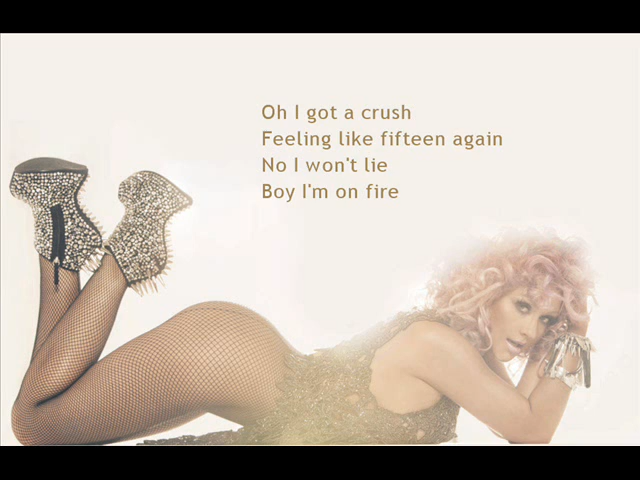 Oh I got a crush
Feeling like fifteen again
No I won't lie
Boy I'm on fire